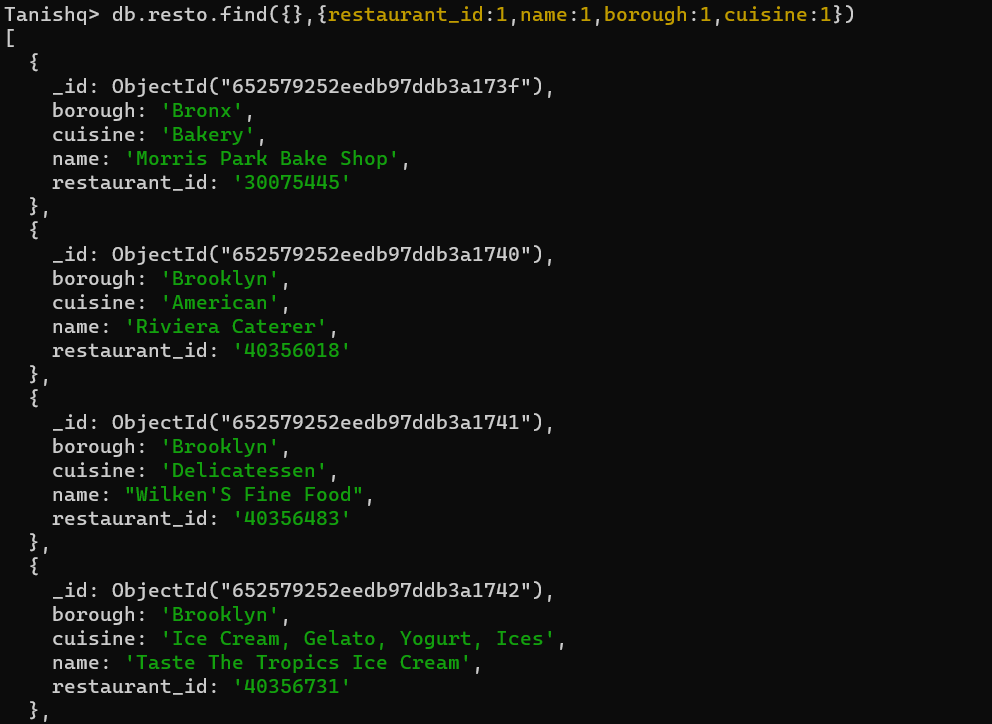 Tanishq> db.resto.find({},{restaurant_id:1,name:1,borough:1,cuisine:1})
[
  {
    _id: ObjectId("652579252eedb97ddb3a173f"),
    borough: 'Bronx',
    cuisine: 'Bakery',
    name: 'Morris Park Bake Shop',
    restaurant_id: '30075445'
  },
  {
    _id: ObjectId("652579252eedb97ddb3a1740"),
    borough: 'Brooklyn',
    cuisine: 'American',
    name: 'Riviera Caterer',
    restaurant_id: '40356018'
  },
  {
    _id: ObjectId("652579252eedb97ddb3a1741"),
    borough: 'Brooklyn',
    cuisine: 'Delicatessen',
    name: "Wilken'S Fine Food",
    restaurant_id: '40356483'
  },
  {
    _id: ObjectId("652579252eedb97ddb3a1742"),
    borough: 'Brooklyn',
    cuisine: 'Ice Cream, Gelato, Yogurt, Ices',
    name: 'Taste The Tropics Ice Cream',
    restaurant_id: '40356731'
  },